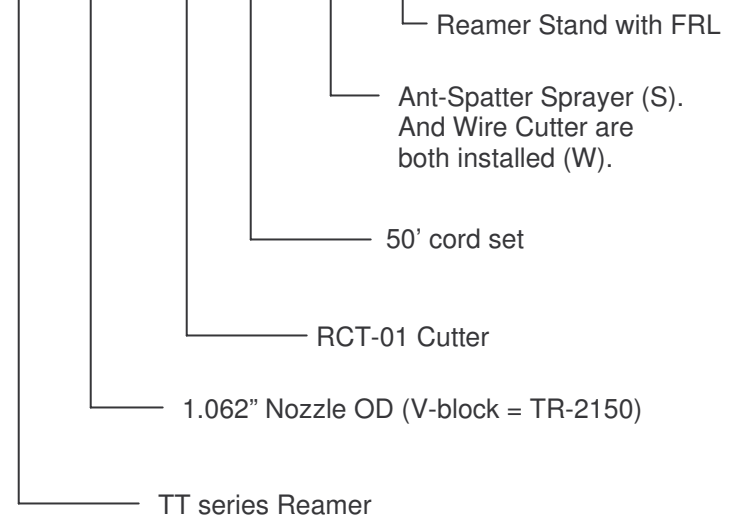 Reamer Stand with FRL
Ant-Spatter Sprayer (S).
And Wire Cutter are
both installed (W).
50’ cord set
RCT-01 Cutter
1.062” Nozzle OD (V-block = TR-2150)
TT series Reamer